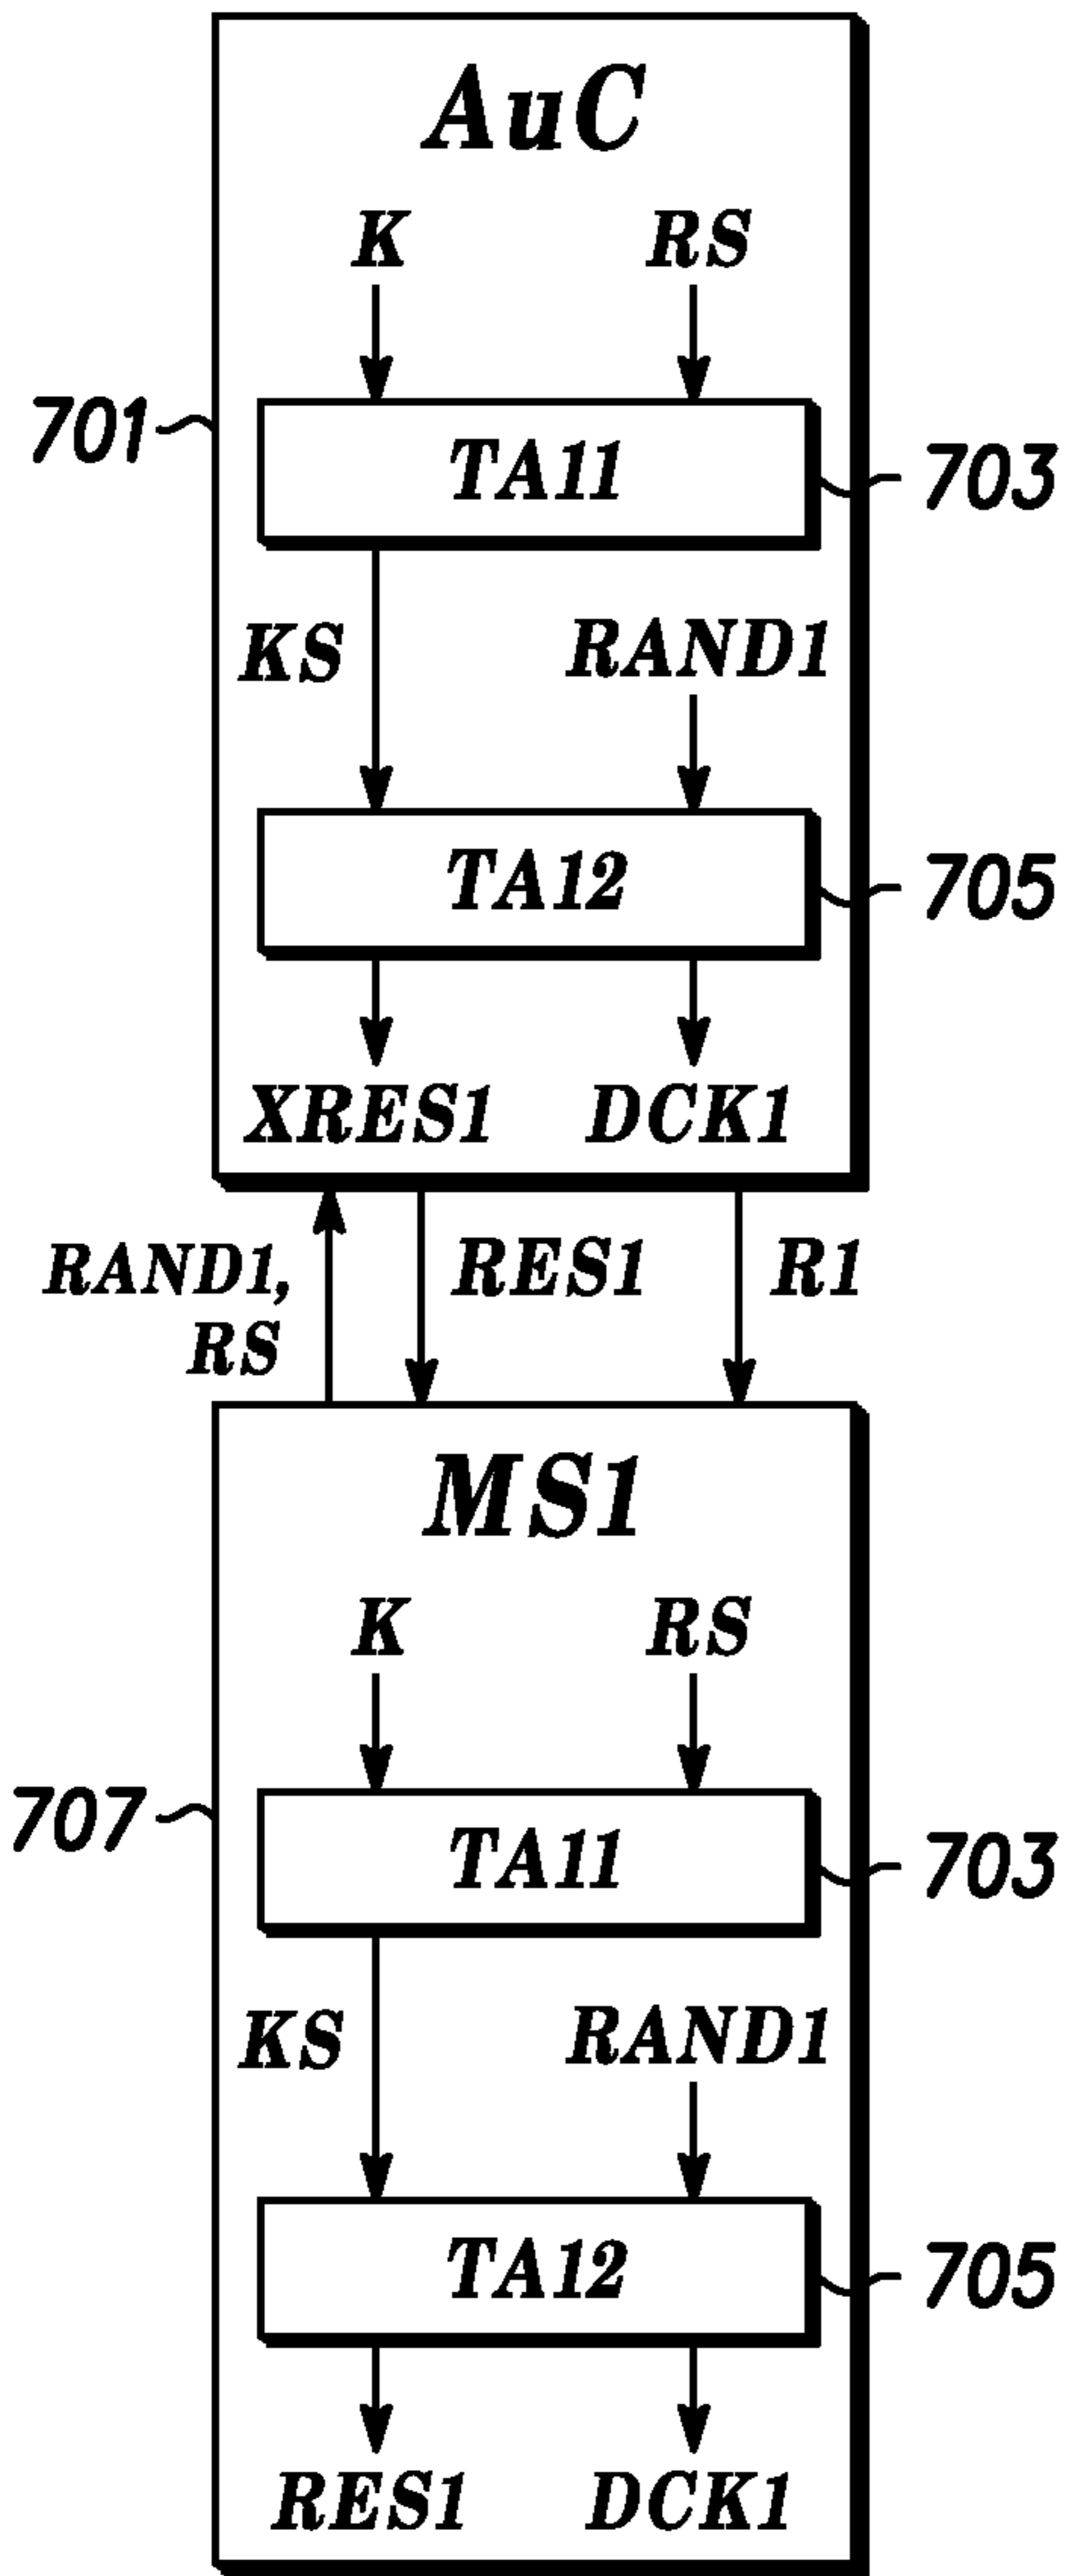 AuC
K RS
701
TA11
703
KS RAND1
TA12
705
XRES1 DCK1
RAND1,
RS
RES1
R1
MS1
K RS
707
TA11
703
KS RAND1
TA12
705
RES1 DCK1